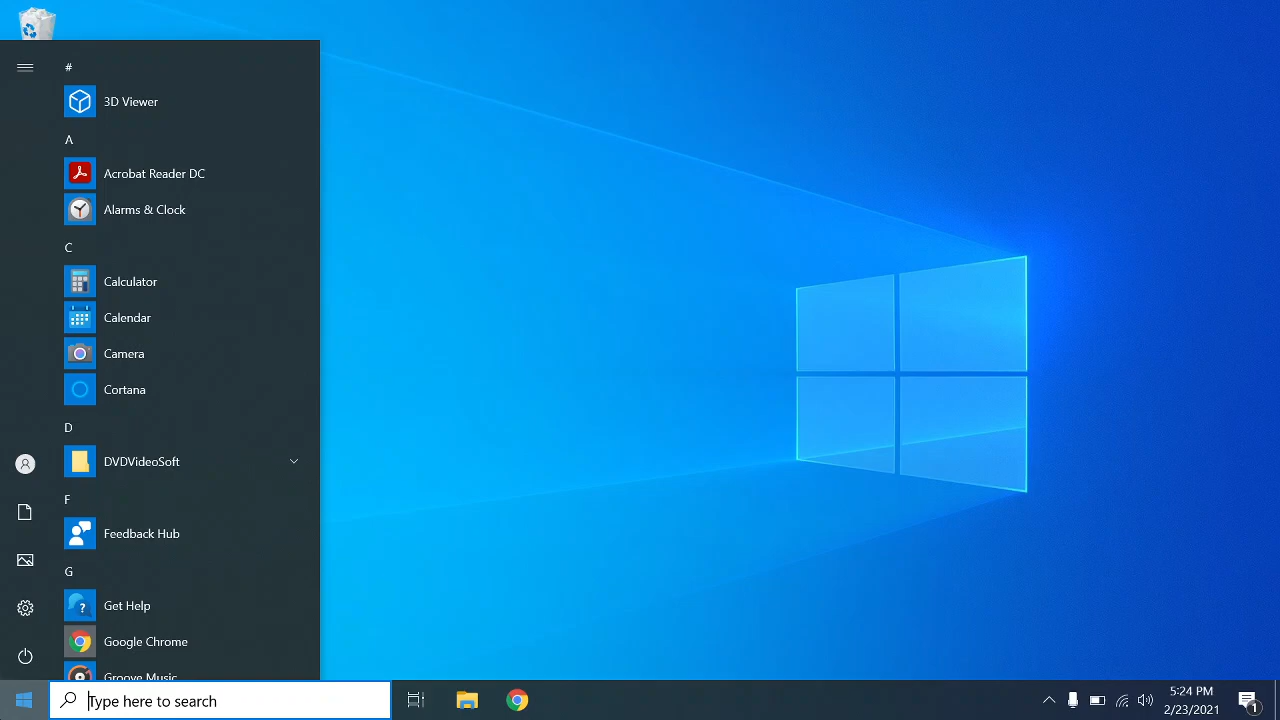 #
3D Viewer
A
Acrobat Reader DC
Alarms & Clock
C
Calculator
Calendar
Camera
Cortana
D
DVDVideoSoft
F
Feedback Hub
G
Get Help
Google Chrome
Groove Music
Type here to search
5:24 PM
2/23/2021
1